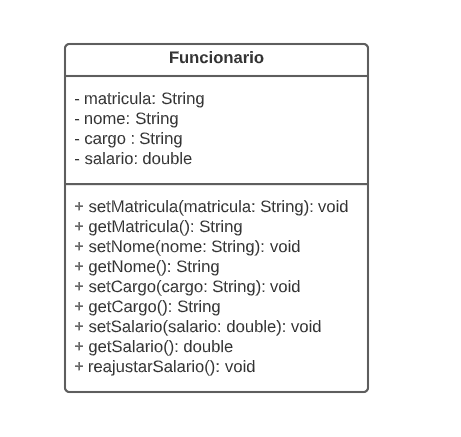 Funcionario
- matricula: String
- nome: String
- cargo : String
- salario: double
+ setMatricula(matricula: String): void
+ getMatricula(): String
+ setNome(nome: String): void
+ getNome(): String
+ setCargo(cargo: String): void
+ getCargo(): String
+ setSalario(salario: double): void
+ getSalario(): double
+ reajustarSalario(): void